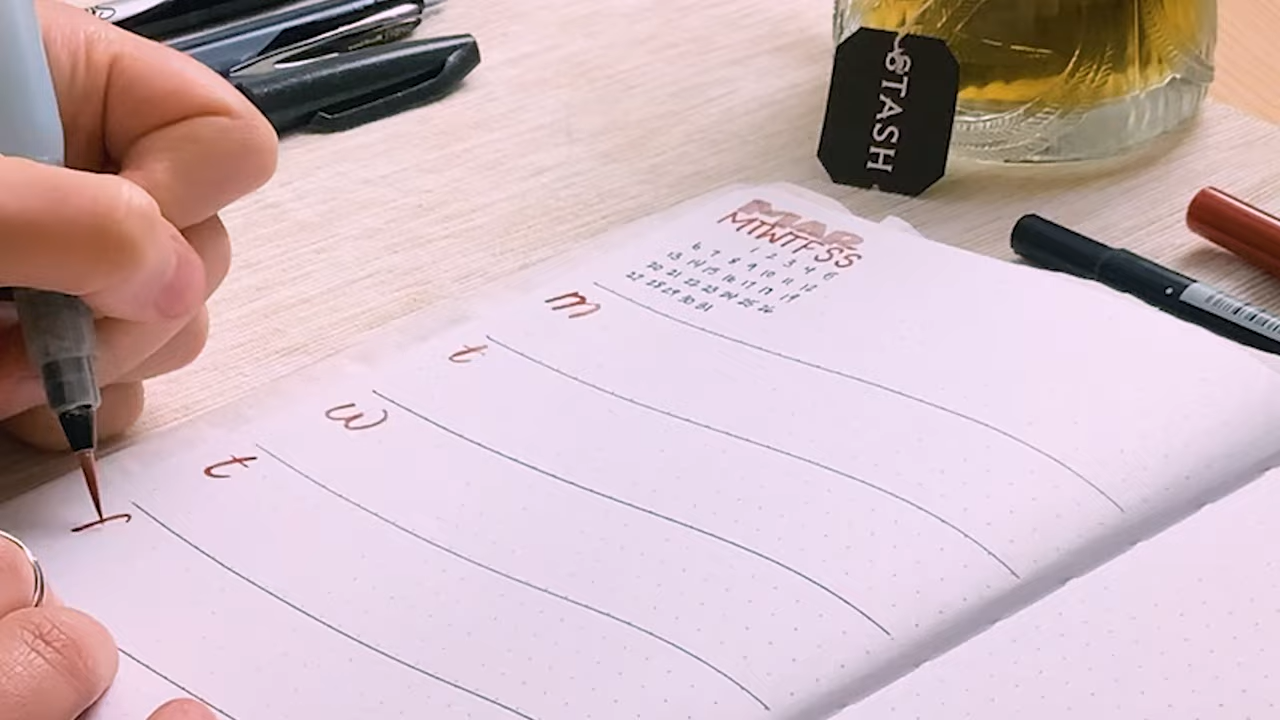 STASH
MAR
MTWTFSS
1 2 3 4 5
6 7 8 9 10 11 12
13 14 15 16 17 18 19
20 21 22 23 24 25 26
27 28 29 30 31
m
t
w
t